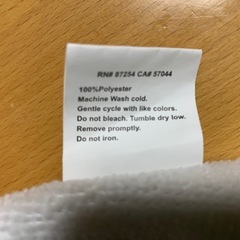 RN# 87254 CA# 57044
100%Polyester
Machine Wash cold.
Gentle cycle with like colors.
Do not bleach. Tumble dry low.
Remove promptly.
Do not iron.